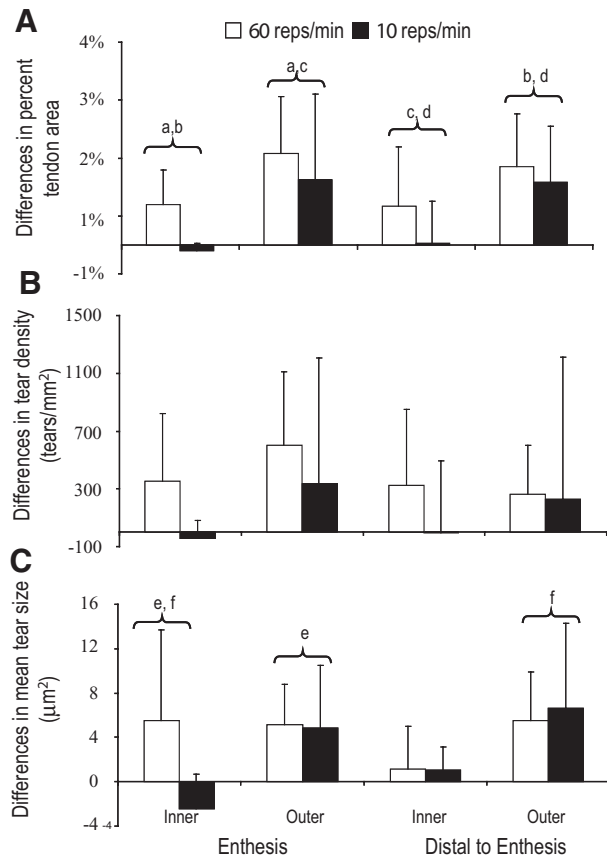 A
60 reps/min 10 reps/min
Differences in percent
tendon area
4%
3%
2%
1%
-1%
a,b
a,c
c, d
b, d
B
Differences in tear density
(tears/mm²)
1500
1100
700
300
-100
C
Differences in mean tear size
(μm²)
16
12
8
4
0
-4 -4
e, f
e
f
Inner Outer Inner Outer
Enthesis Distal to Enthesis